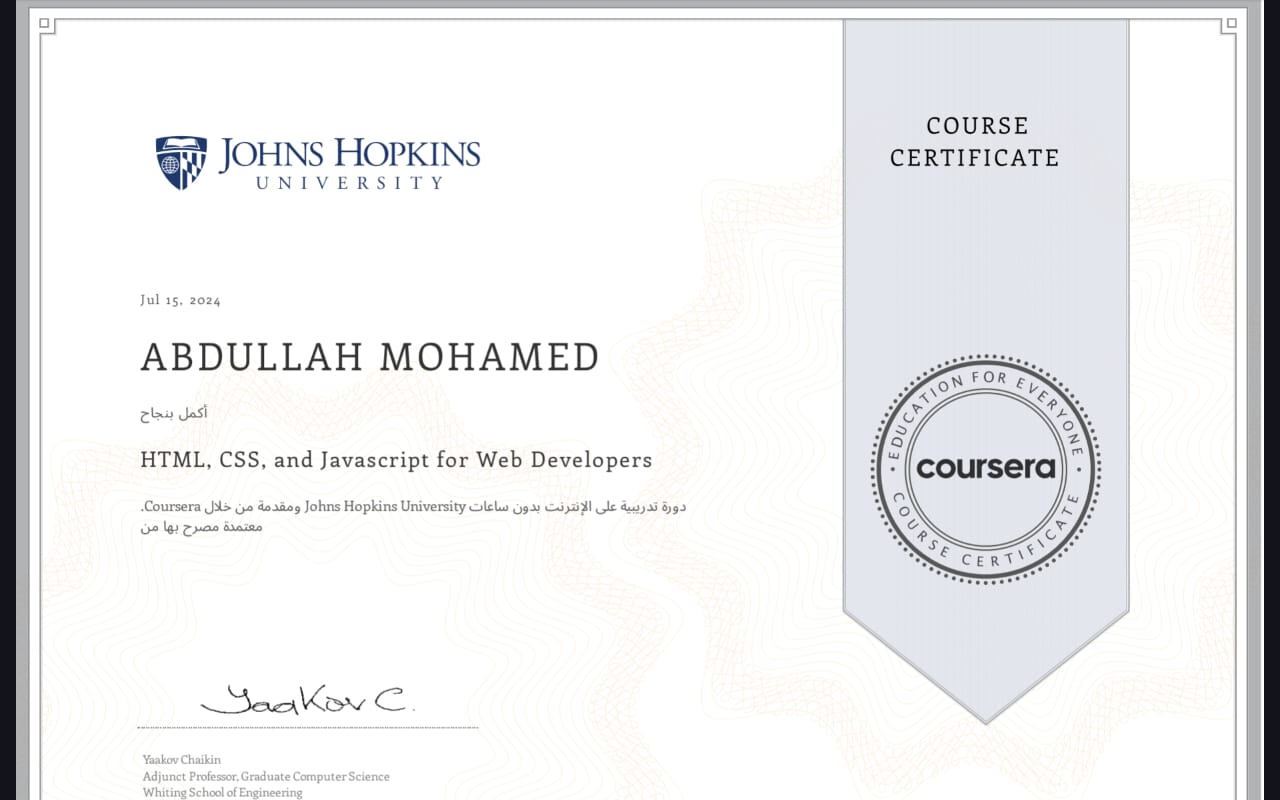 JOHNS HOPKINS
UNIVERSITY
COURSE
CERTIFICATE
Jul 15, 2024
ABDULLAH MOHAMED
أكمل بنجاح
HTML, CSS, and Javascript for Web Developers
دورة تدريبية على الإنترنت بدون ساعات Johns Hopkins University ومقدمة من خلال Coursera.
معتمدة مصرح بها من
EDUCATION FOR EVERYONE
coursera
COURSE CERTIFICATE
Yaakov C.
Yaakov Chaikin
Adjunct Professor, Graduate Computer Science
Whiting School of Engineering